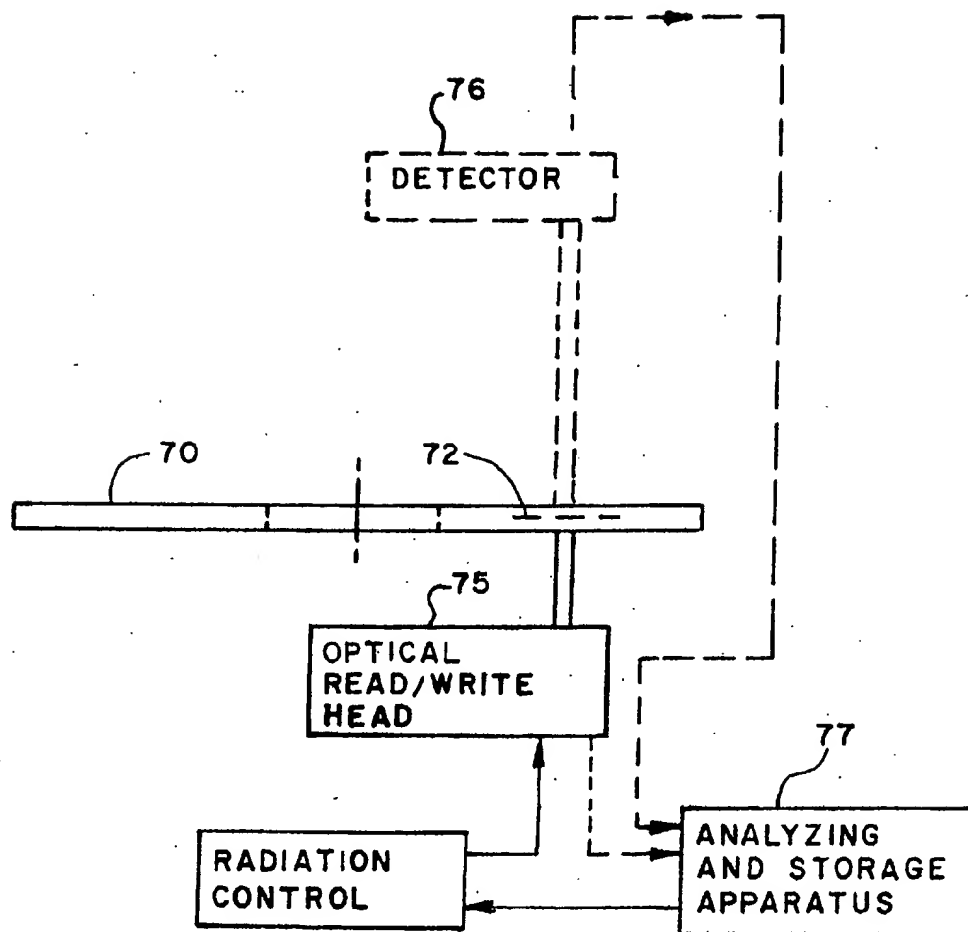 76
DETECTOR
70
72
75
OPTICAL
READ/WRITE
HEAD
77
RADIATION
CONTROL
ANALYZING
AND STORAGE
APPARATUS